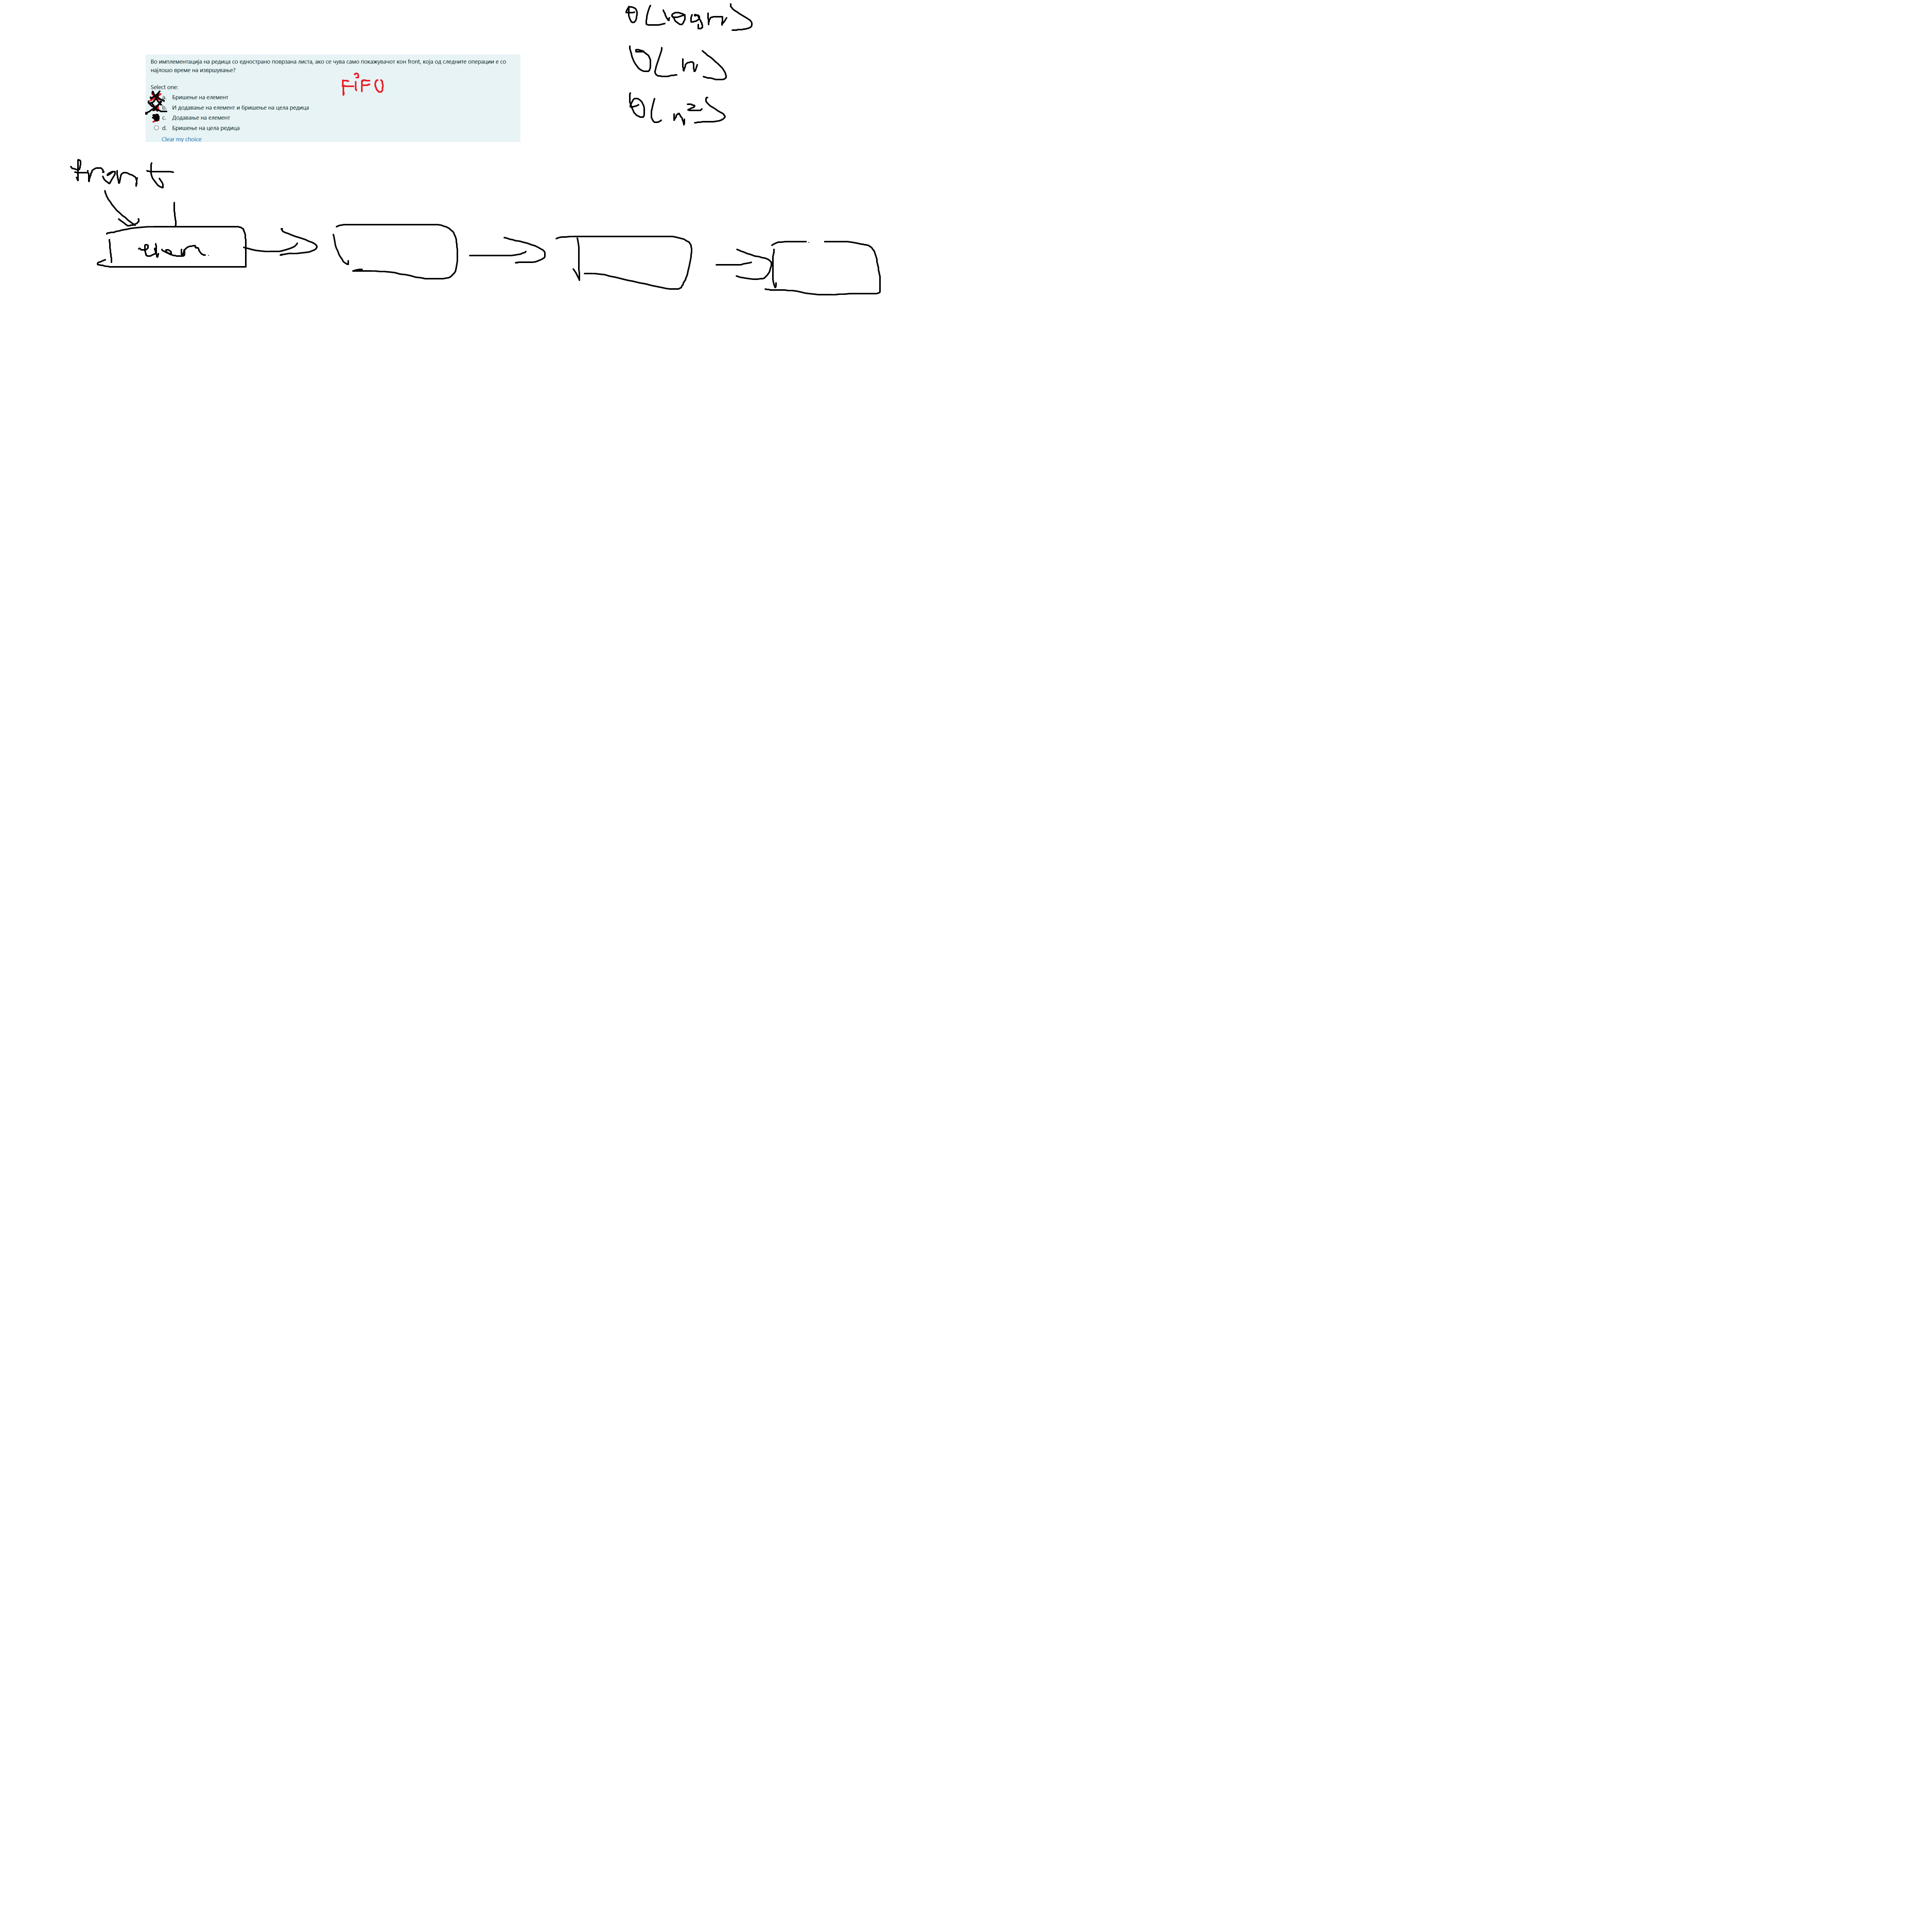 θ(logn)
O(n)
O(n²)
Во имплементација на редица со еднострано поврзана листа, ако се чува само покажувачот кон front, која од следните операции е со
најлошо време на извршување?
FiFO
Select one:
a. Бришење на елемент
b. И додавање на елемент и бришење на цела редица
c. Додавање на елемент
d. Бришење на цела редица
Clear my choice
front